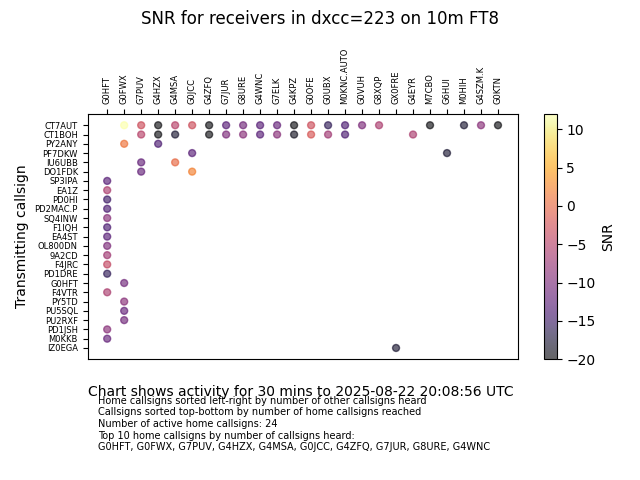 SNR for receivers in dxcc=223 on 10m FT8
G0HFT
G0FWX
G7PUV
G4HZX
G4MSA
G0JCC
G4ZFQ
G7JUR
G8URE
G4WNC
G7ELK
G4KPZ
G0OFE
G0UBX
M0KNC.AUTO
G0VUH
G8XQP
GX0FRE
G4EYR
M7CBO
G6HUI
M0HIH
G4SZM.K
G0KTN
Transmitting callsign
CT7AUT
CT1BOH
PY2ANY
PF7DKW
IU6UBB
DO1FDK
SP3IPA
EA1Z
PD0HI
PD2MAC.P
SQ4INW
F1IQH
EA4ST
OL800DN
9A2CD
F4JRC
PD1DRE
G0HFT
F4VTR
PY5TD
PU5SQL
PU2RXF
PD1JSH
M0KKB
IZ0EGA
10
5
0
−5
−10
−15
−20
SNR
Chart shows activity for 30 mins to 2025-08-22 20:08:56 UTC
Home callsigns sorted left-right by number of other callsigns heard
Callsigns sorted top-bottom by number of home callsigns reached
Number of active home callsigns: 24
Top 10 home callsigns by number of callsigns heard:
G0HFT, G0FWX, G7PUV, G4HZX, G4MSA, G0JCC, G4ZFQ, G7JUR, G8URE, G4WNC